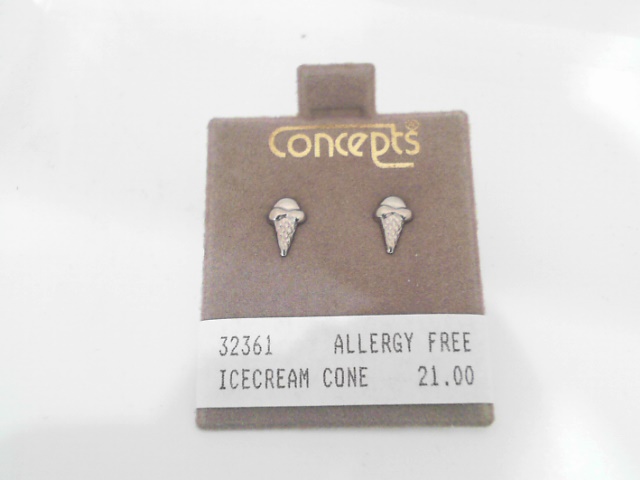 Concepts®
32361 ALLERGY FREE
ICECREAM CONE 21.00